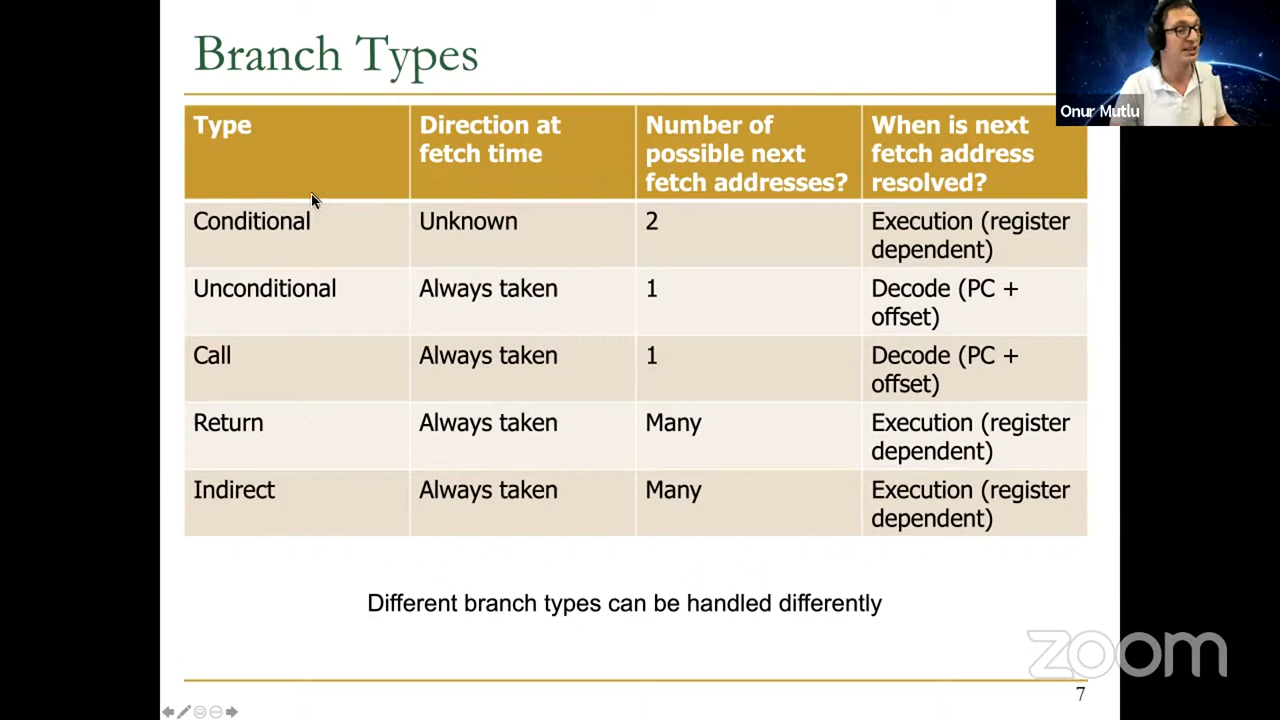 Branch Types
Onur Mutlu
Type
Direction at
fetch time
Number of
possible next
fetch addresses?
When is next
fetch address
resolved?
Conditional
Unknown
2
Execution (register
dependent)
Unconditional
Always taken
1
Decode (PC +
offset)
Call
Always taken
1
Decode (PC +
offset)
Return
Always taken
Many
Execution (register
dependent)
Indirect
Always taken
Many
Execution (register
dependent)
Different branch types can be handled differently
zoom
7